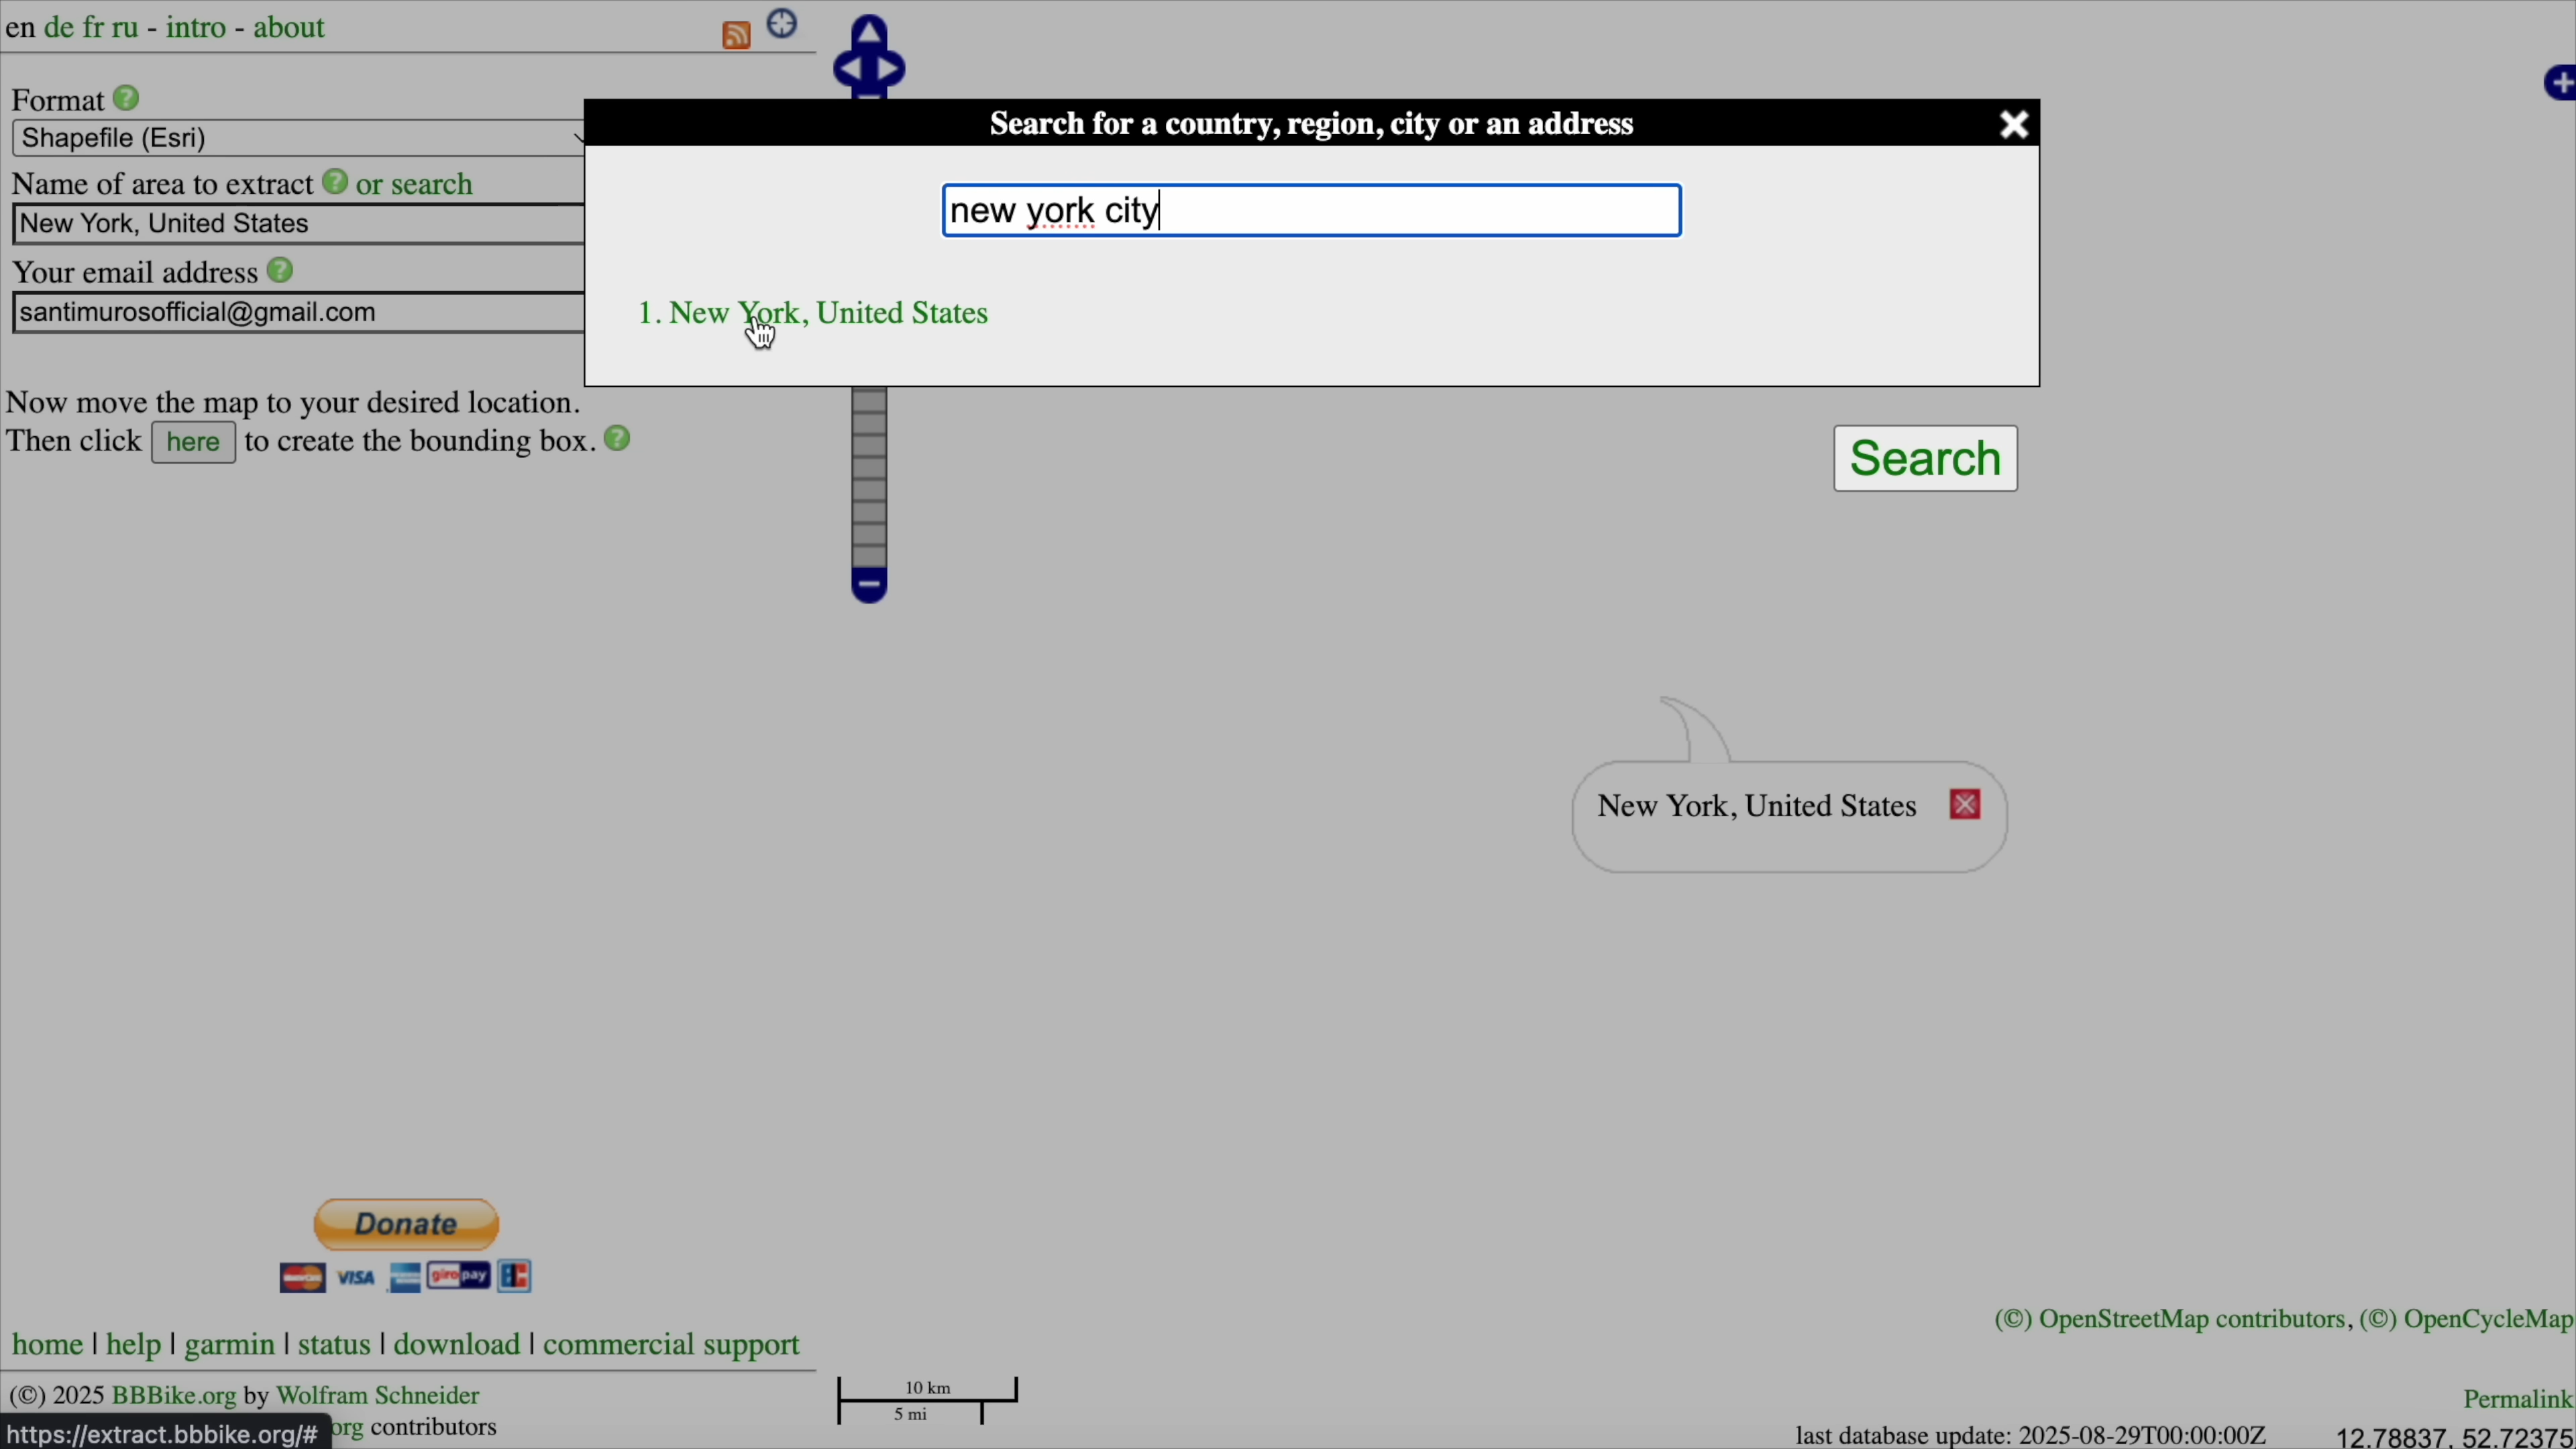 en de fr ru - intro - about
Format
Shapefile (Esri)
Name of area to extract or search
New York, United States
Your email address
santimurosofficial@gmail.com
Now move the map to your desired location.
Then click here to create the bounding box.
Search for a country, region, city or an address
new york city
1. New York, United States
Search
New York, United States
Donate
VISA
giropay
home | help | garmin | status | download | commercial support
(©) 2025 BBBike.org by Wolfram Schneider
org contributors
https://extract.bbbike.org/#
10 km
5 mi
(©) OpenStreetMap contributors, (©) OpenCycleMap
Permalink
last database update: 2025-08-29T00:00:00Z
12.78837, 52.72375